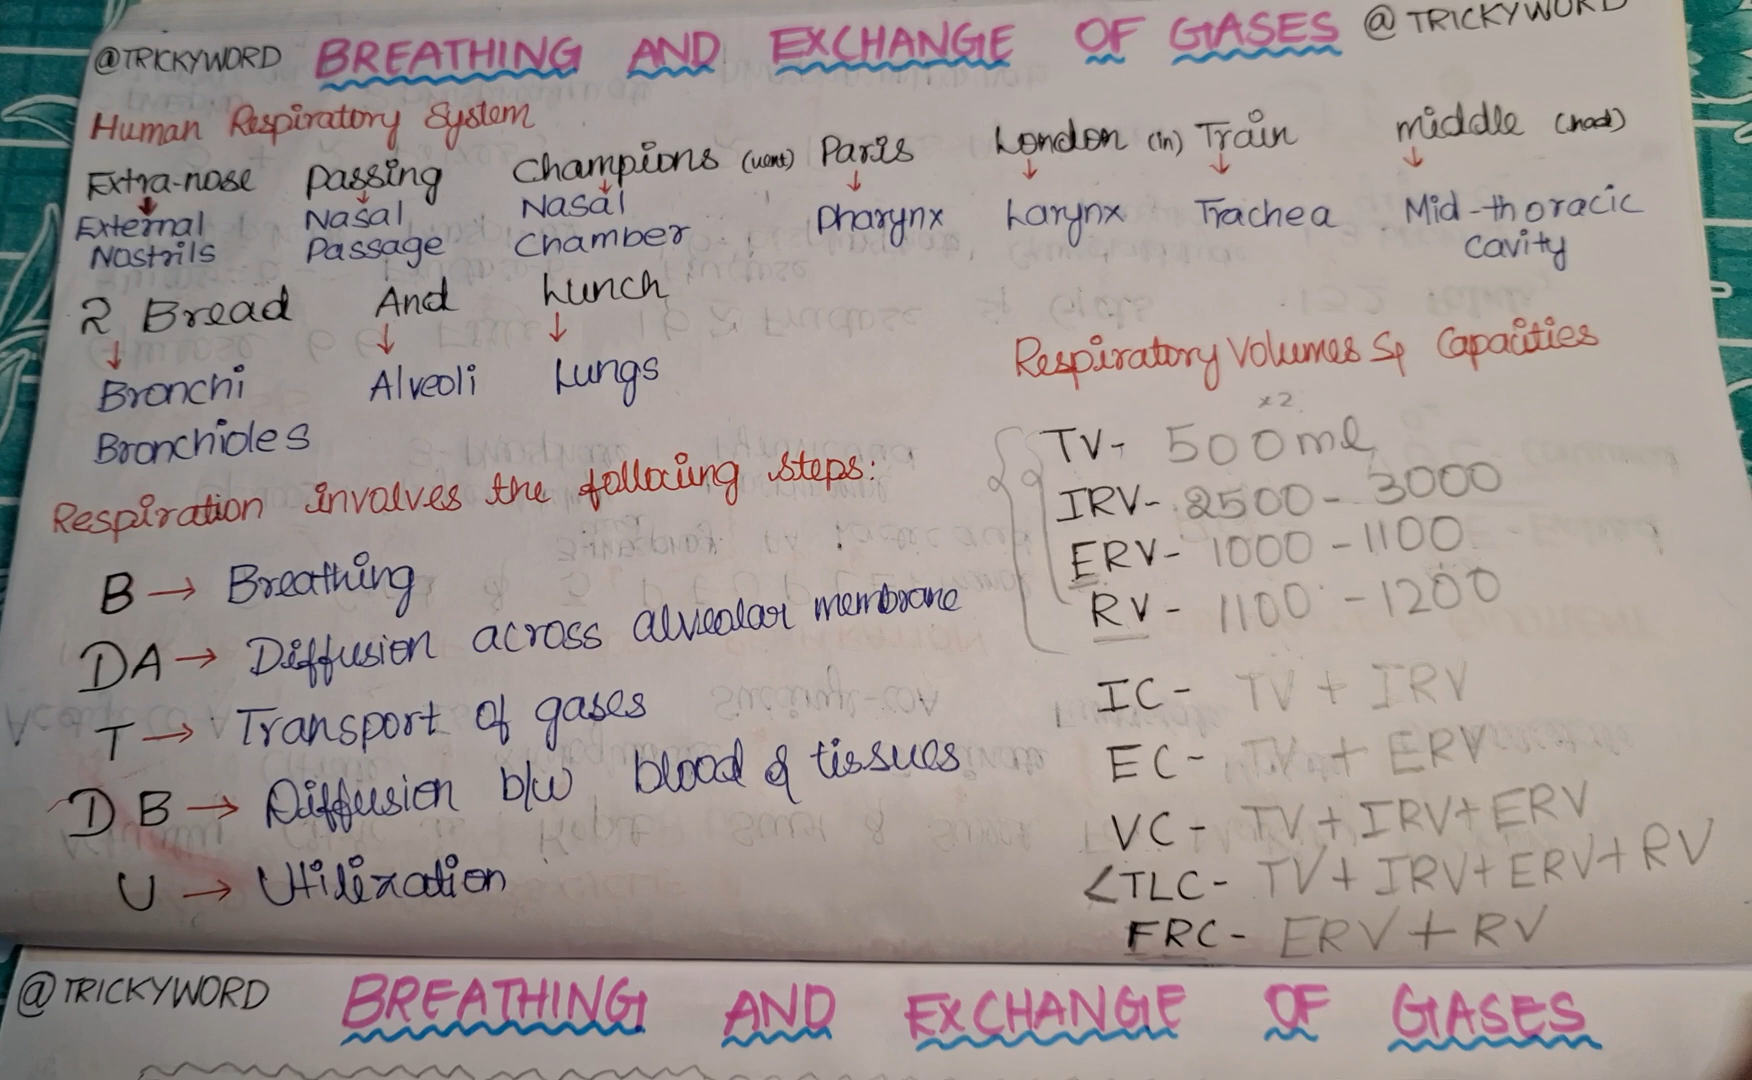 @TRICKYWORD BREATHING AND EXCHANGE OF GASES @TRICKYWORD
Human Respiratory System
Extra-nose Passing Champions (went) Paris London (in) Train middle (had)
External Nasal Nasal Pharynx Larynx Trachea Mid-thoracic
Nostrils Passage Chamber cavity
2 Bread And Lunch
Bronchi Alveoli Lungs
Bronchioles
Respiration involves the following steps:
B → Breathing
DA → Diffusion across alveolar membrane
T → Transport of gases
DB → Diffusion b/w blood & tissues
U → Utilization
Respiratory Volumes & Capacities
×2
TV- 500ml
IRV- 2500 - 3000
ERV- 1000 - 1100
RV - 1100 - 1200
IC - TV + IRV
EC - TV + ERV
VC - TV + IRV + ERV
TLC - TV + IRV + ERV + RV
FRC - ERV + RV
@TRICKYWORD BREATHING AND EXCHANGE OF GASES